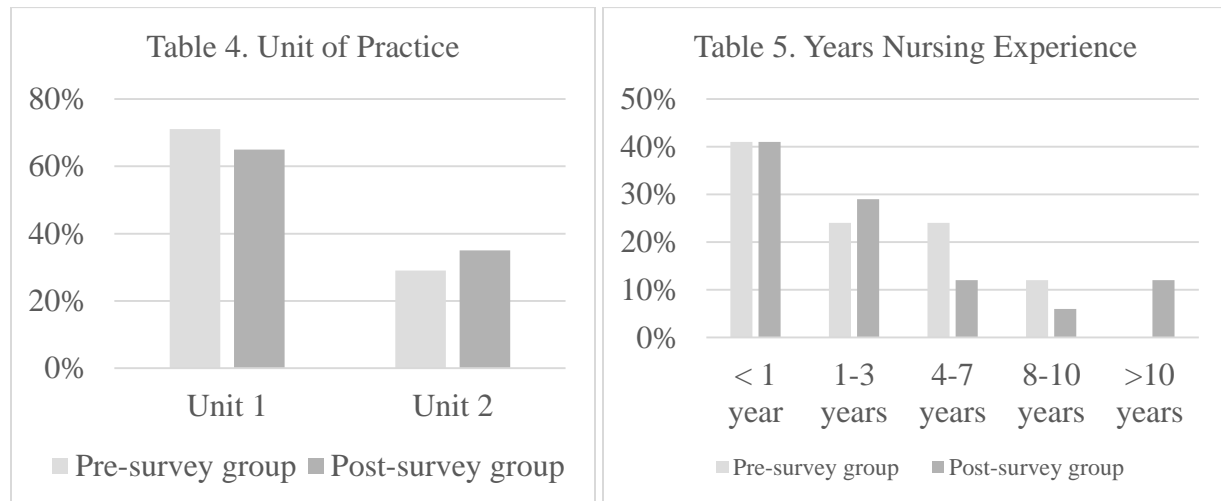 Table 4. Unit of Practice
80%
60%
40%
20%
0%
Unit 1 Unit 2
Pre-survey group Post-survey group
Table 5. Years Nursing Experience
50%
40%
30%
20%
10%
0%
< 1 1-3 4-7 8-10 >10
year years years years years
Pre-survey group Post-survey group